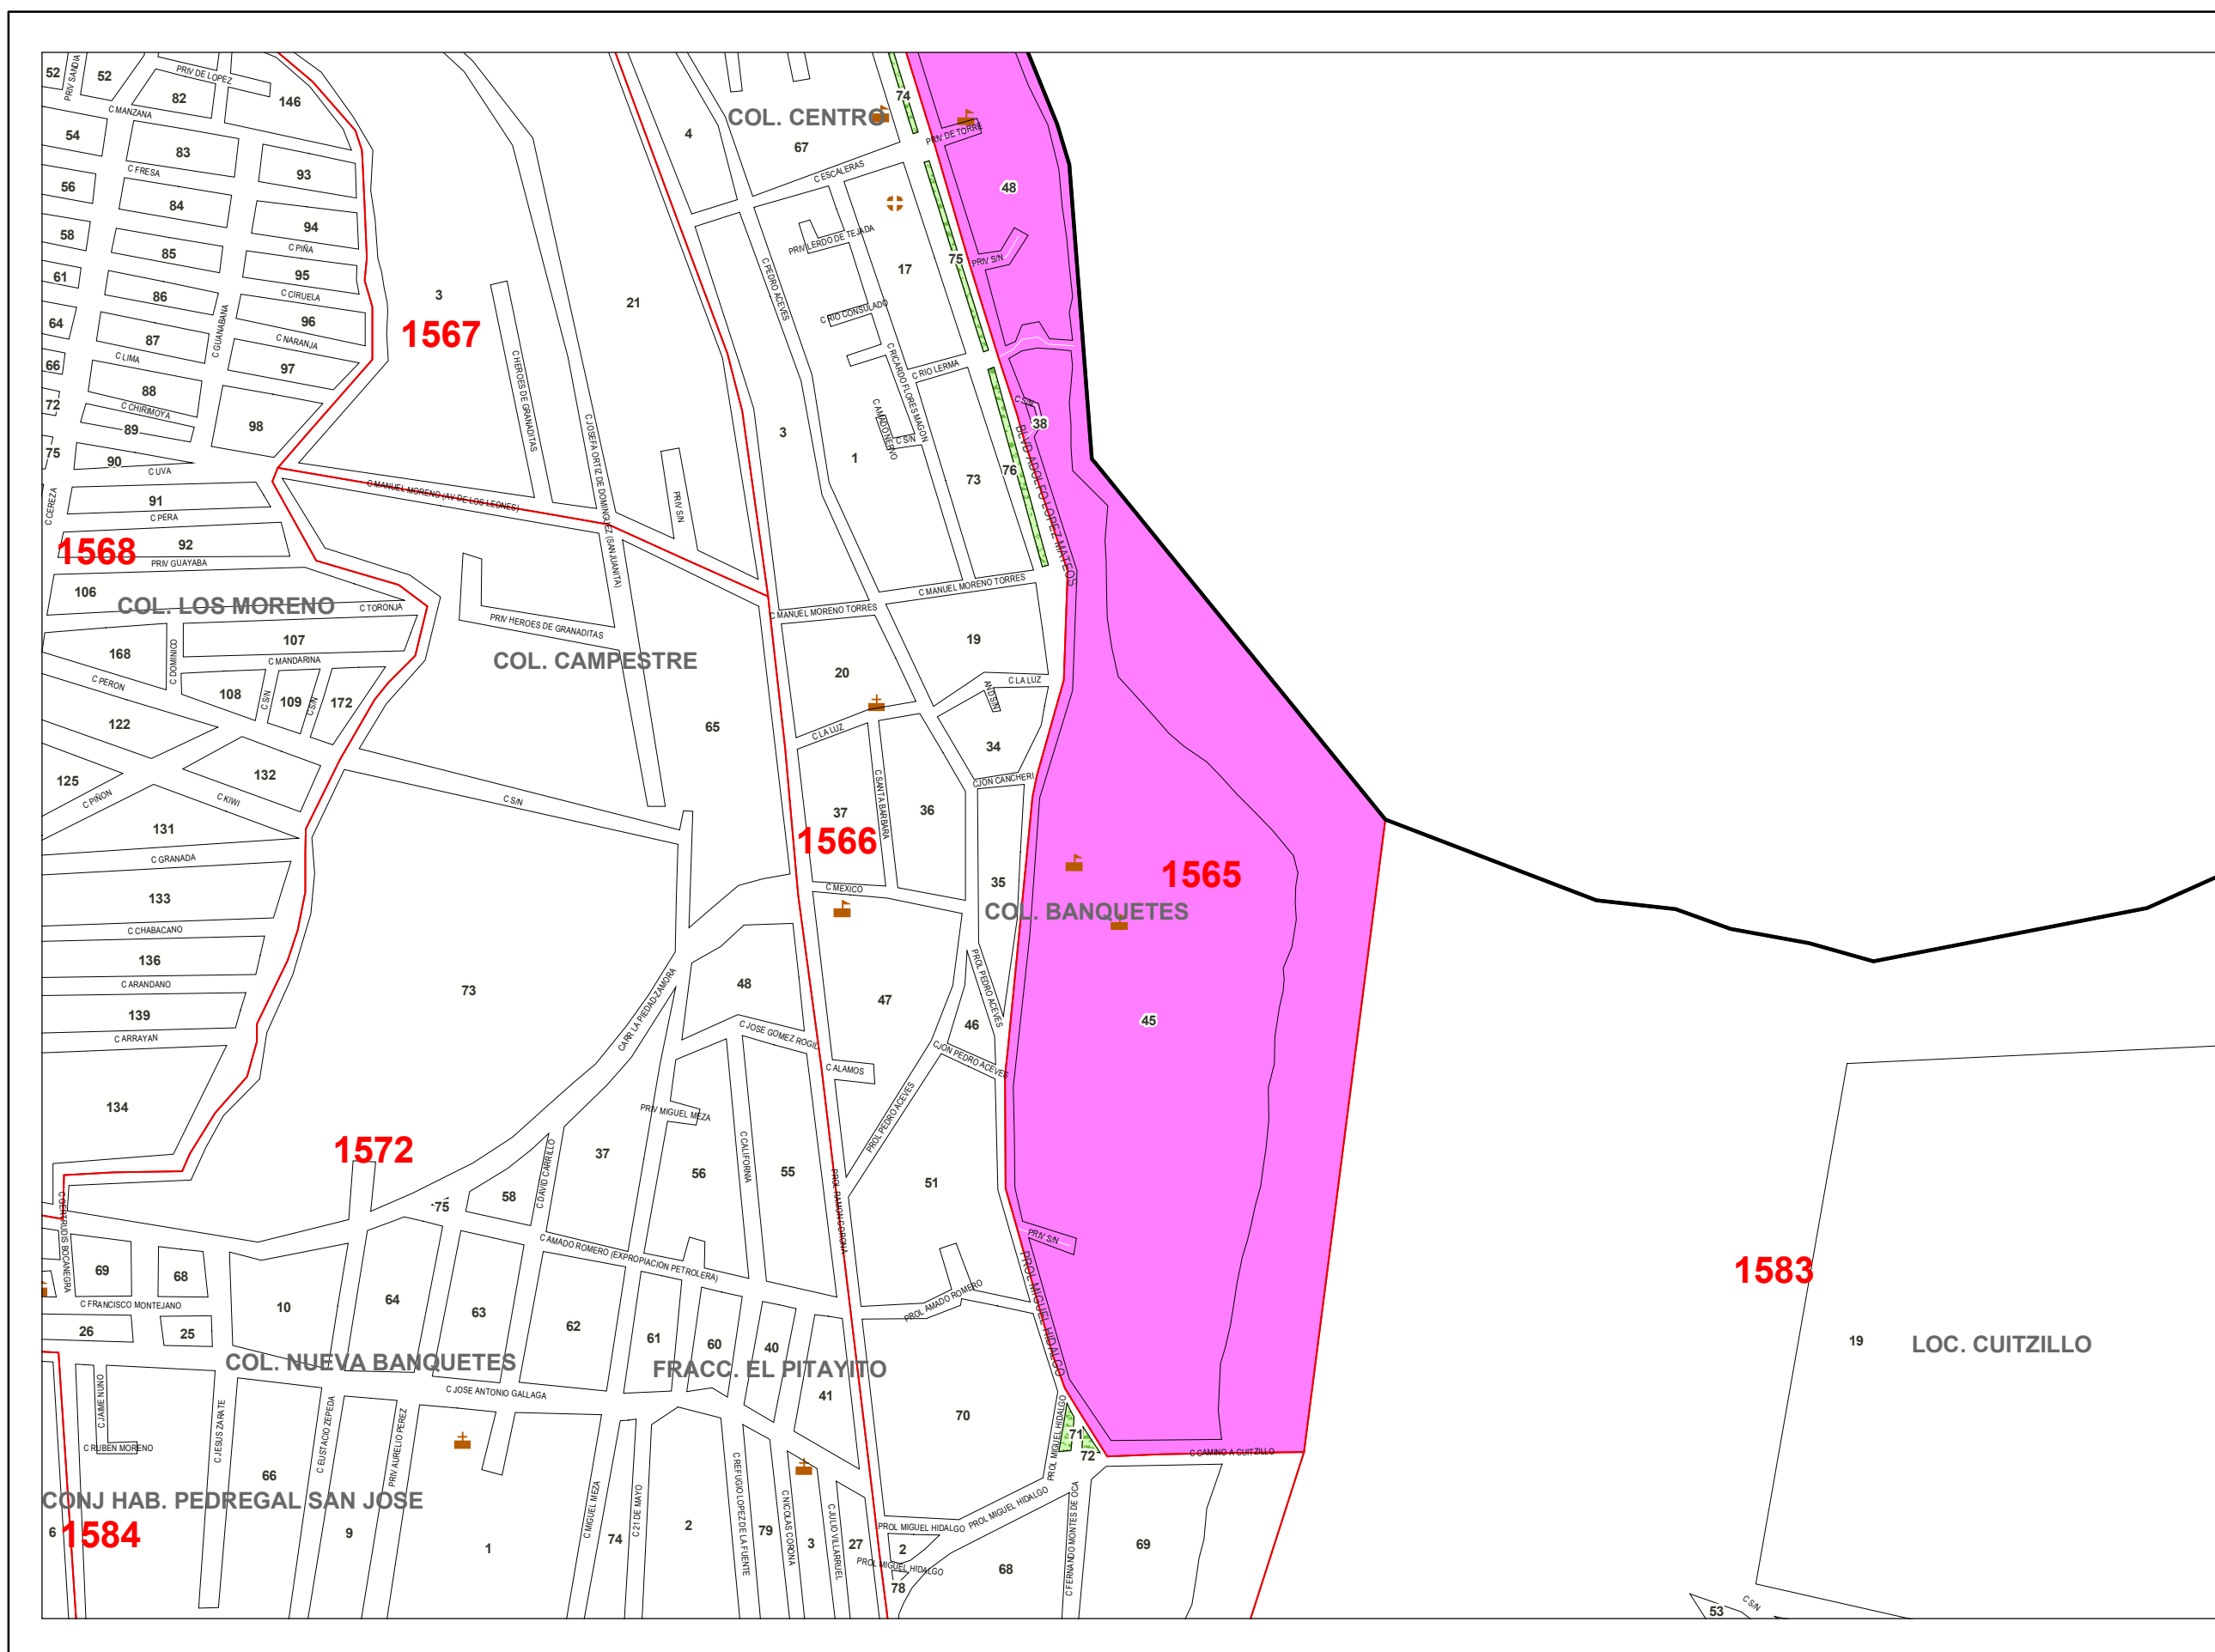 52
PRIV SANDIA
52
PRIV DE LOPEZ
82
146
C MANZANA
54
83
C FRESA
93
56
84
94
58
85
C PIÑA
95
61
86
C CIRUELA
96
64
87
C GUANABANA
C NARANJA
97
C LIMA
66
88
72
C CHIRIMOYA
89
98
75
90
C UVA
C CEREZA
91
C PERA
92
1568
PRIV GUAYABA
106
COL. LOS MORENO
C TORONJA
107
168
C DOMINICO
C MANDARINA
C PERON
108
C S/N
109
C S/N
172
122
132
125
C PIÑON
C KIWI
131
C GRANADA
133
C CHABACANO
136
C ARANDANO
139
C ARRAYAN
134
3
1567
21
C HEROES DE GRANADITAS
C JOSEFA ORTIZ DE DOMINGUEZ (SANJUANITA)
C MANUEL MORENO (AV DE LOS LEONES)
PRIV S/N
PRIV HEROES DE GRANADITAS
COL. CAMPESTRE
65
C S/N
73
CARR LA PIEDAD-ZAMORA
48
C JOSE GOMEZ ROGIL
4
COL. CENTRO
67
74
PRIV DE TORRE
C ESCALERAS
48
PRIV LERDO DE TEJADA
17
75
PRIV S/N
C PEDRO ACEVES
C RIO CONSULADO
C RICARDO FLORES MAGON
C RIO LERMA
C S/N
38
3
C AMADO NERVO
C S/N
1
73
76
BLVD ADOLFO LOPEZ MATEOS
C MANUEL MORENO TORRES
C MANUEL MORENO TORRES
19
20
C LA LUZ
AND S/N
C LA LUZ
34
CJON CANCHERI
C SANTA BARBARA
37
36
1566
C MEXICO
35
1565
COL. BANQUETES
PROL PEDRO ACEVES
47
46
45
CJON PEDRO ACEVES
C ALAMOS
PROL PEDRO ACEVES
51
1572
37
PRIV MIGUEL MEZA
C CALIFORNIA
56
55
58
C DAVID CARRILLO
75
PROL RAMON CORONA
C AMADO ROMERO (EXPROPIACION PETROLERA)
PRIV S/N
PROL MIGUEL HIDALGO
PROL AMADO ROMERO
C GERTRUDIS BOCANEGRA
69
68
C FRANCISCO MONTEJANO
26
25
10
64
63
62
61
60
40
41
COL. NUEVA BANQUETES
FRACC. EL PITAYITO
C JOSE ANTONIO GALLAGA
70
71
72
PROL MIGUEL HIDALGO
C CAMINO A CUITZILLO
C JAIME NUNO
C RUBEN MORENO
C JESUS ZARATE
66
C EUSTACIO ZEPEDA
PRIV AURELIO PEREZ
CONJ HAB. PEDREGAL SAN JOSE
6
1584
9
1
C MIGUEL MEZA
74
C 21 DE MAYO
2
C REFUGIO LOPEZ DE LA FUENTE
79
C NICOLAS CORONA
3
C JULIO VILLARRUEL
27
PROL MIGUEL HIDALGO
PROL MIGUEL HIDALGO
2
PROL MIGUEL HIDALGO
78
68
C FERNANDO MONTES DE OCA
69
1583
19
LOC. CUITZILLO
53
C S/N